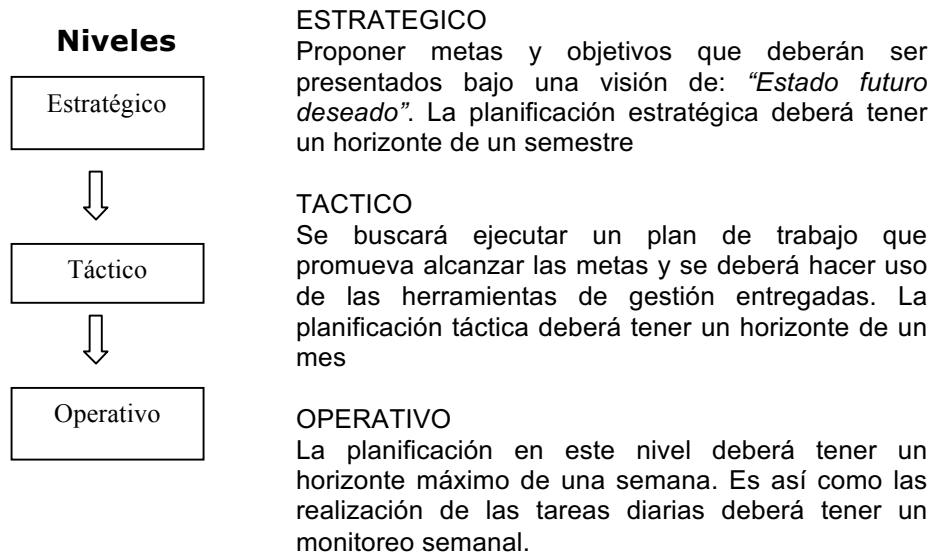 Niveles
Estratégico
Táctico
Operativo
ESTRATEGICO
Proponer metas y objetivos que deberán ser
presentados bajo una visión de: “Estado futuro
deseado”. La planificación estratégica deberá tener
un horizonte de un semestre
TACTICO
Se buscará ejecutar un plan de trabajo que
promueva alcanzar las metas y se deberá hacer uso
de las herramientas de gestión entregadas. La
planificación táctica deberá tener un horizonte de un
mes
OPERATIVO
La planificación en este nivel deberá tener un
horizonte máximo de una semana. Es así como las
realización de las tareas diarias deberá tener un
monitoreo semanal.